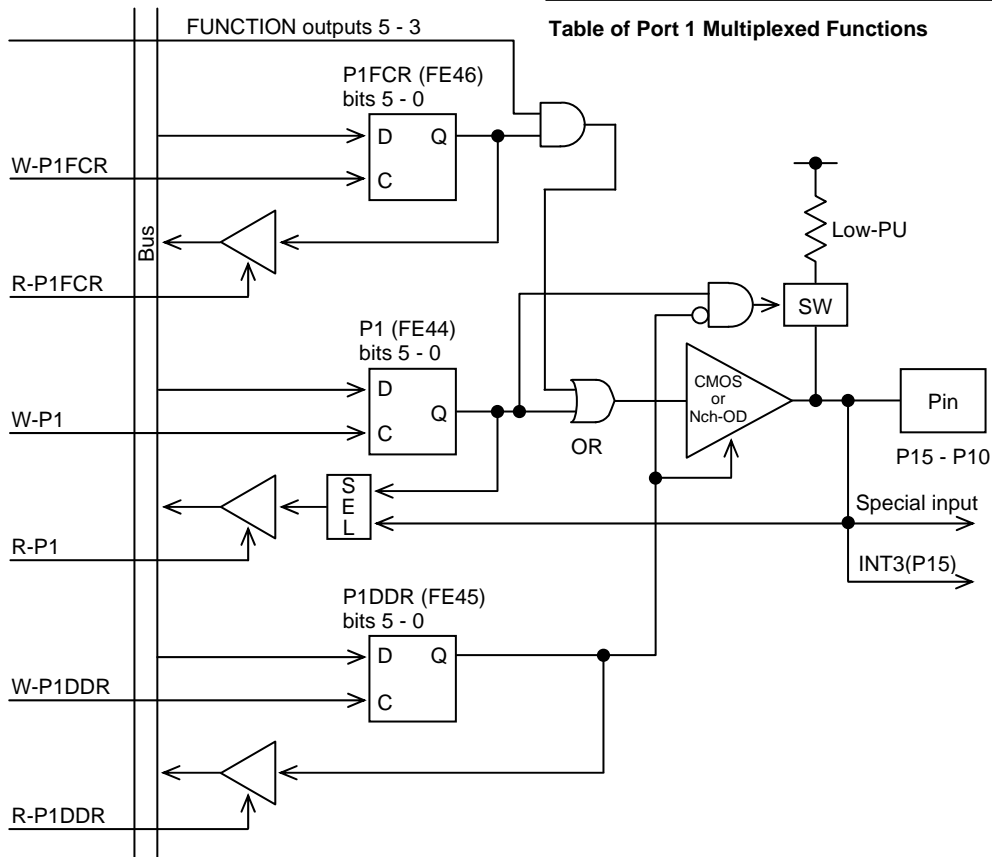 FUNCTION outputs 5 - 3
Table of Port 1 Multiplexed Functions
P1FCR (FE46)
bits 5 - 0
D Q
C
W-P1FCR
Bus
R-P1FCR
Low-PU
SW
P1 (FE44)
bits 5 - 0
D
Q
C
W-P1
OR
CMOS
or
Nch-OD
Pin
P15 - P10
SEL
Special input
R-P1
INT3(P15)
P1DDR (FE45)
bits 5 - 0
D Q
C
W-P1DDR
R-P1DDR